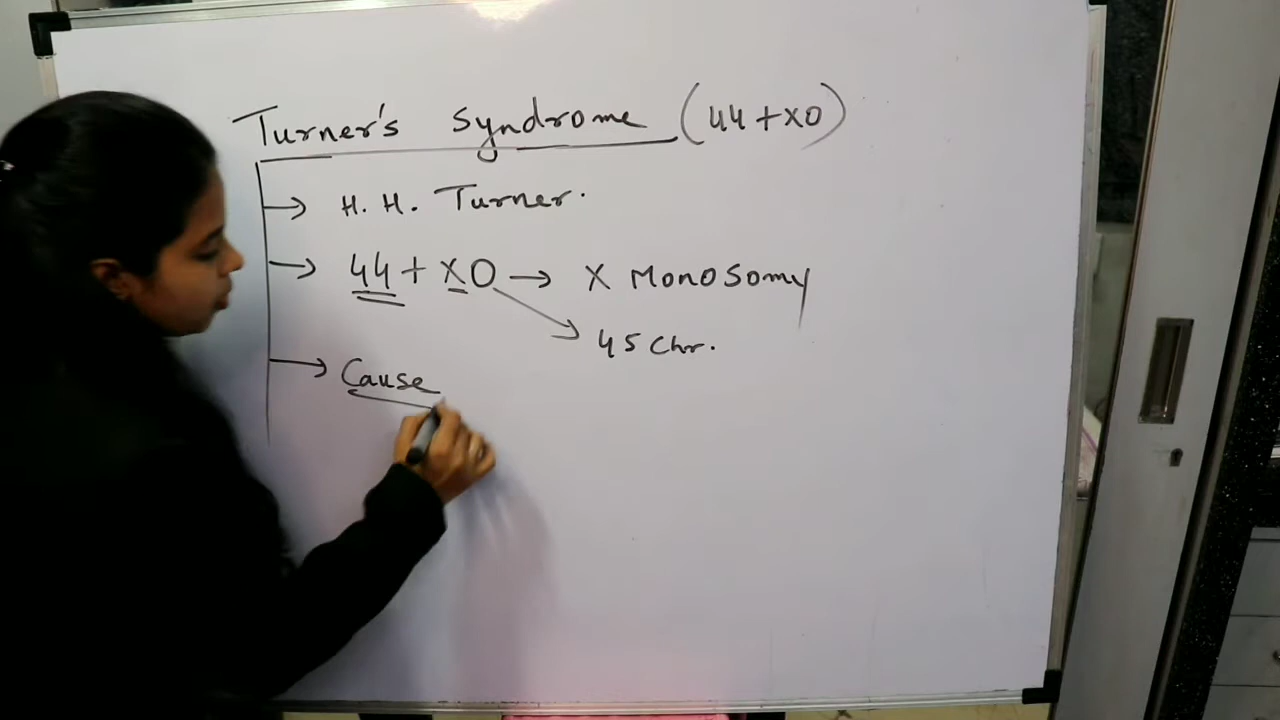 Turner's Syndrome (44+XO)
→ H. H. Turner.
→ 44+ XO → X Monosomy
→ 45 Chr.
→ Cause